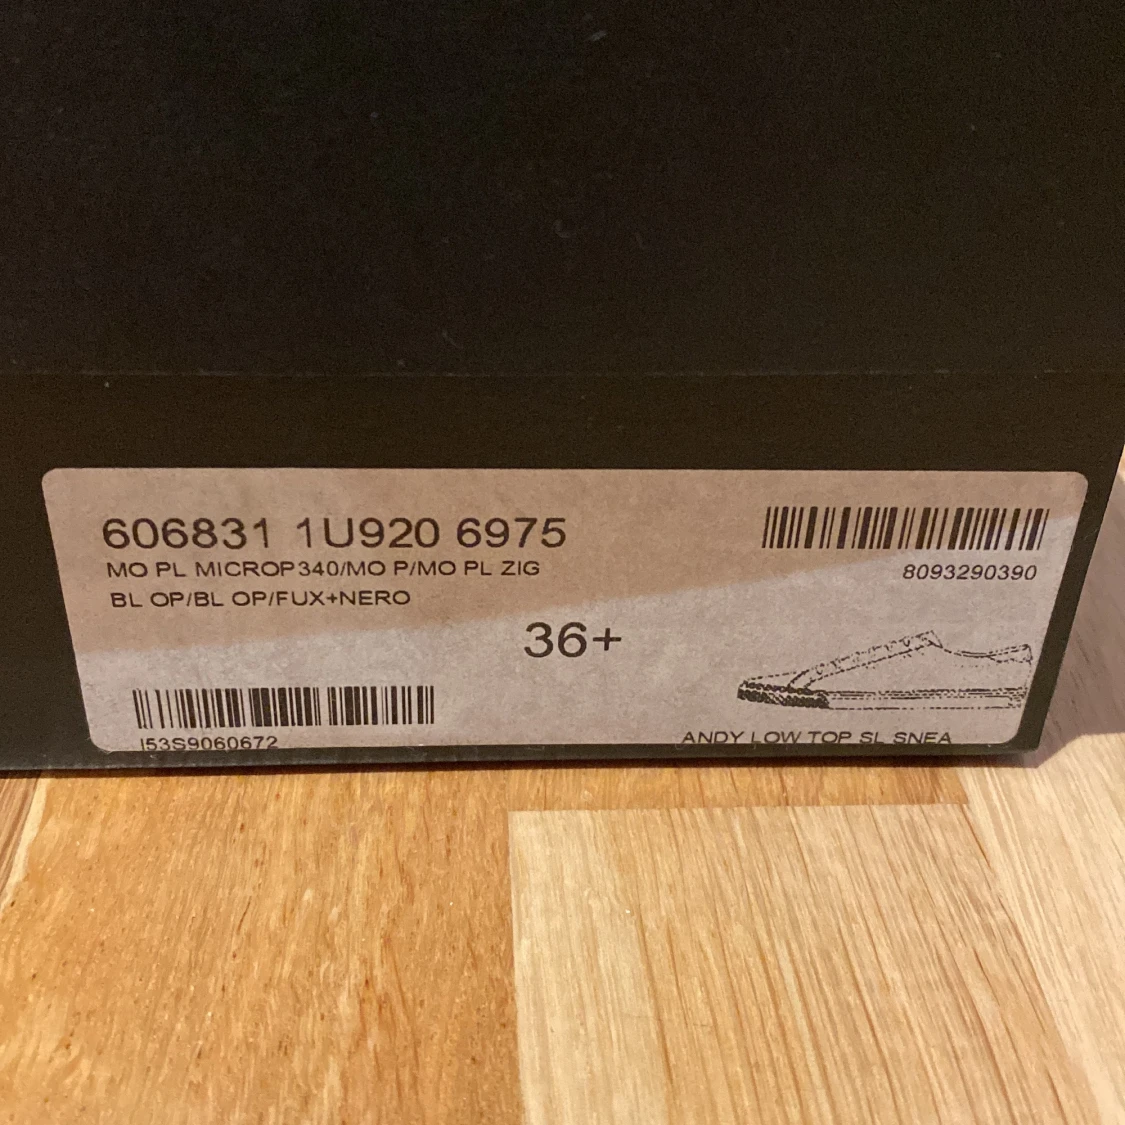 606831 1U920 6975
MO PL MICROP340/MO P/MO PL ZIG
BL OP/BL OP/FUX+NERO
8093290390
36+
I53S9060672
ANDY LOW TOP SL SNEA